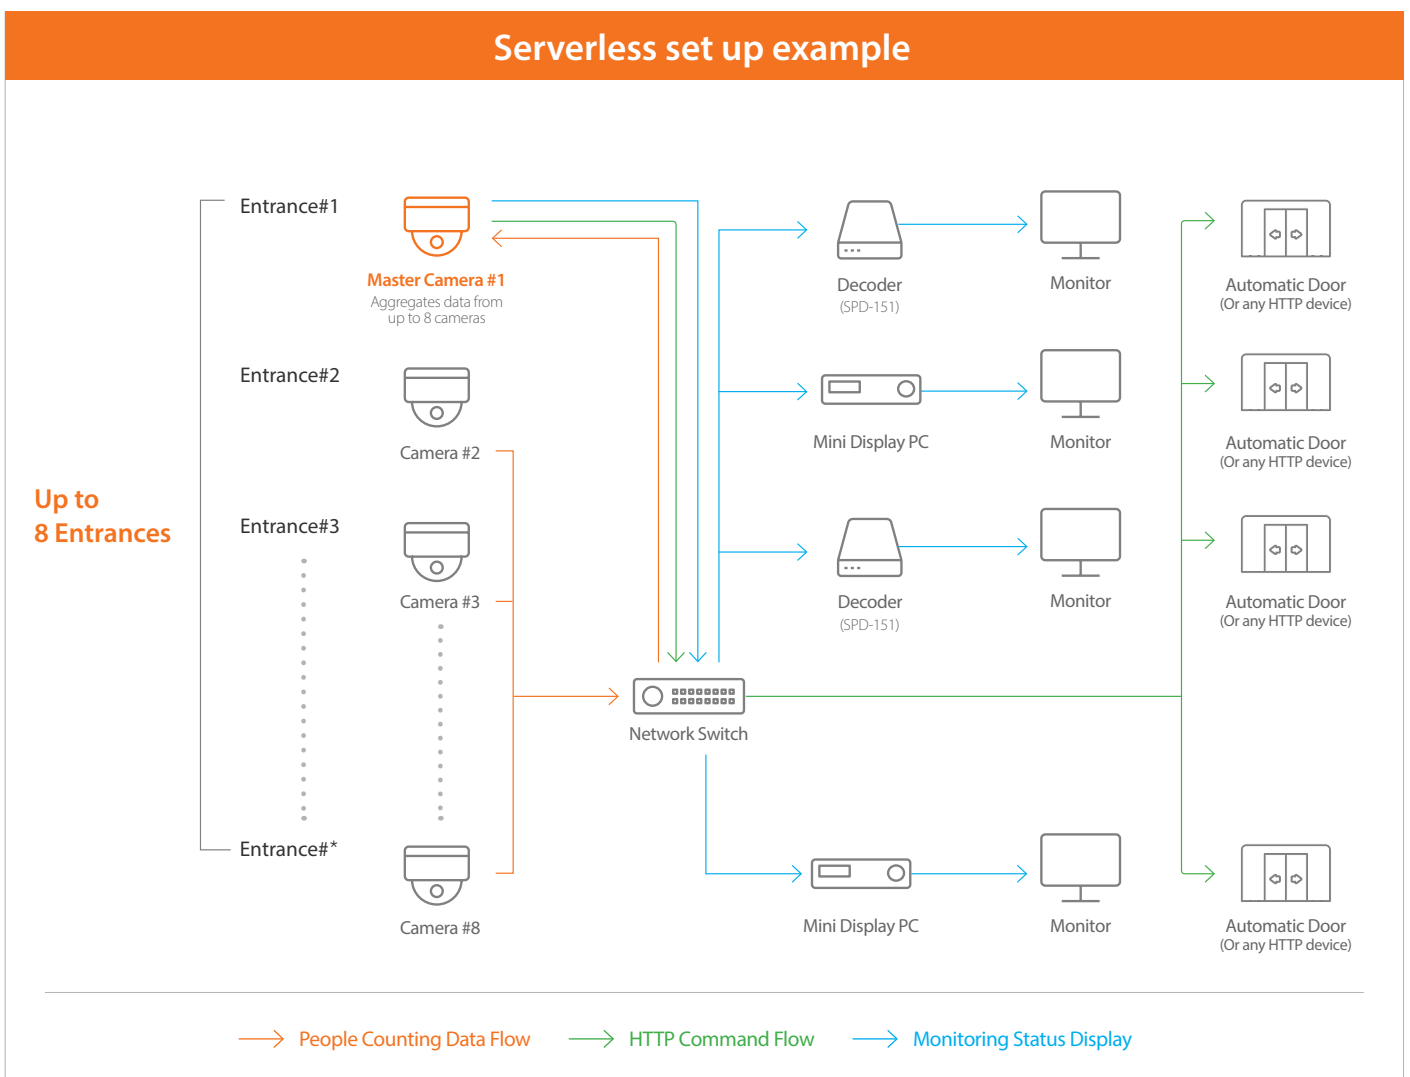 Serverless set up example
Entrance#1
Master Camera #1
Aggregates data from
up to 8 cameras
Decoder
(SPD-151)
Monitor
Automatic Door
(Or any HTTP device)
Entrance#2
Camera #2
Mini Display PC
Monitor
Automatic Door
(Or any HTTP device)
Up to
8 Entrances
Entrance#3
Camera #3
Decoder
(SPD-151)
Monitor
Automatic Door
(Or any HTTP device)
Network Switch
Entrance#*
Camera #8
Mini Display PC
Monitor
Automatic Door
(Or any HTTP device)
People Counting Data Flow
HTTP Command Flow
Monitoring Status Display